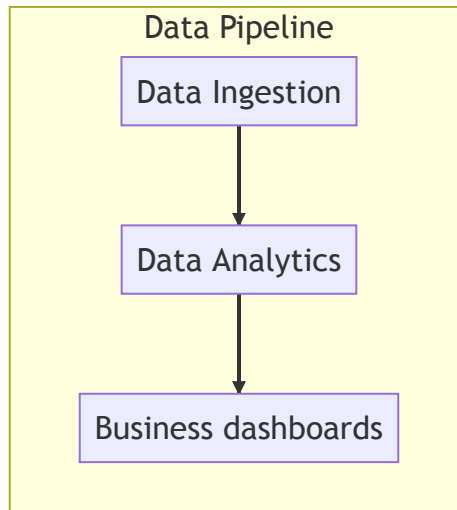 Data Pipeline
Data Ingestion
Data Analytics
Business dashboards